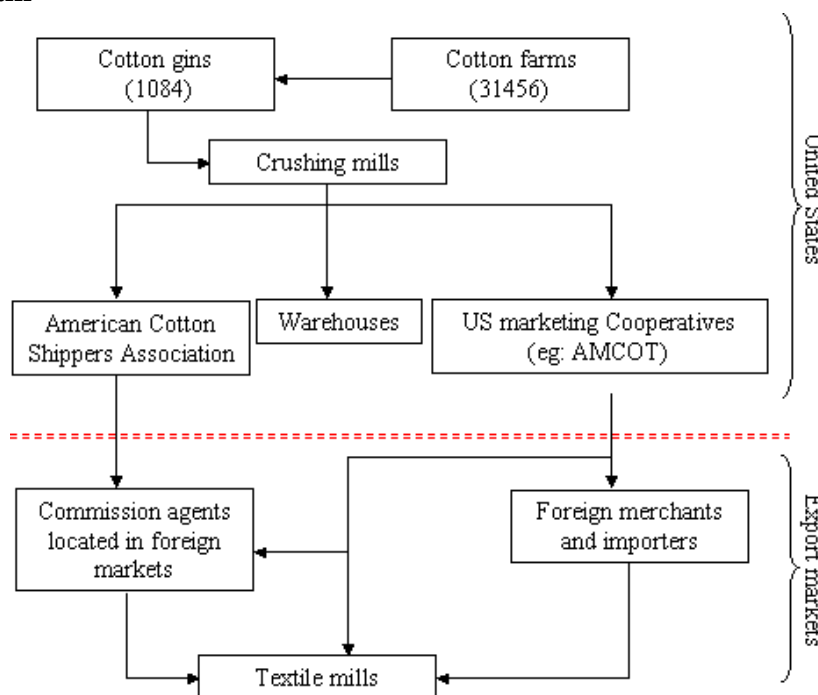 Cotton gins
(1084)
Cotton farms
(31456)
Crushing mills
American Cotton
Shippers Association
Warehouses
US marketing Cooperatives
(eg: AMCOT)
United States
Commission agents
located in foreign
markets
Foreign merchants
and importers
Textile mills
Export markets